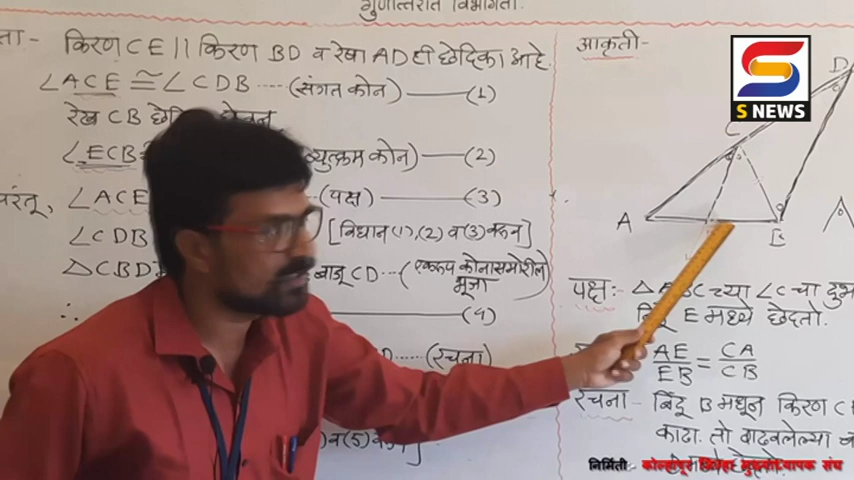 गुणोत्तरात विभागतो.
किरण CE || किरण BD व रेषा AD ही छेदिका आहे.
∠ACE ≅ ∠CDB ---- (संगत कोन) ——— (1)
रेख CB छेदिका घेऊन
∠ECB (व्युत्क्रम कोन) —— (2)
परंतू, ∠ACE (पक्ष) ——— (3)
∠CDB [विधान (1), (2) व (3) वरुन]
△CBD बाजू CD --- (एकरूप कोनासमोरील
भूजा)
∴ ——— (4)
D ---- (रचना)
व (5) वरुन]
आकृती -
S NEWS
D
C
A
B
पक्ष :- △ABC च्या ∠C चा दुभा
बिंदू E मध्ये छेदतो.
AE/EB = CA/CB
रचना - बिंदू B मधून किरण CE
काढा. तो वाढवलेल्या
निर्मिती - कोल्हापूर जिल्हा मुख्याध्यापक संघ